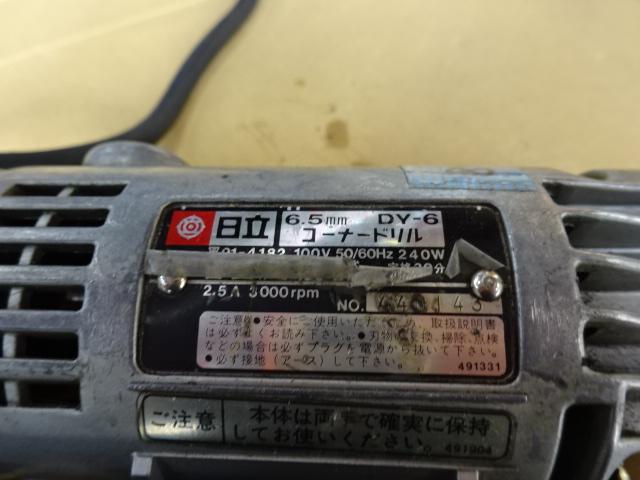 日立
6.5mm DY-6
コーナードリル
91-4182 100V 50/60Hz 240W
2.5A 3000rpm NO.
ご注意●安全にご使用いただくため、取扱説明書
は必ずよくお読み下さい。●刃物の交換、掃除、点検
などの場合は必ずプラグを電源から抜いて下さい。
●必ず接地(アース)して下さい。
491331
ご注意
本体は両手で確実に保持
してお使いください。
491904